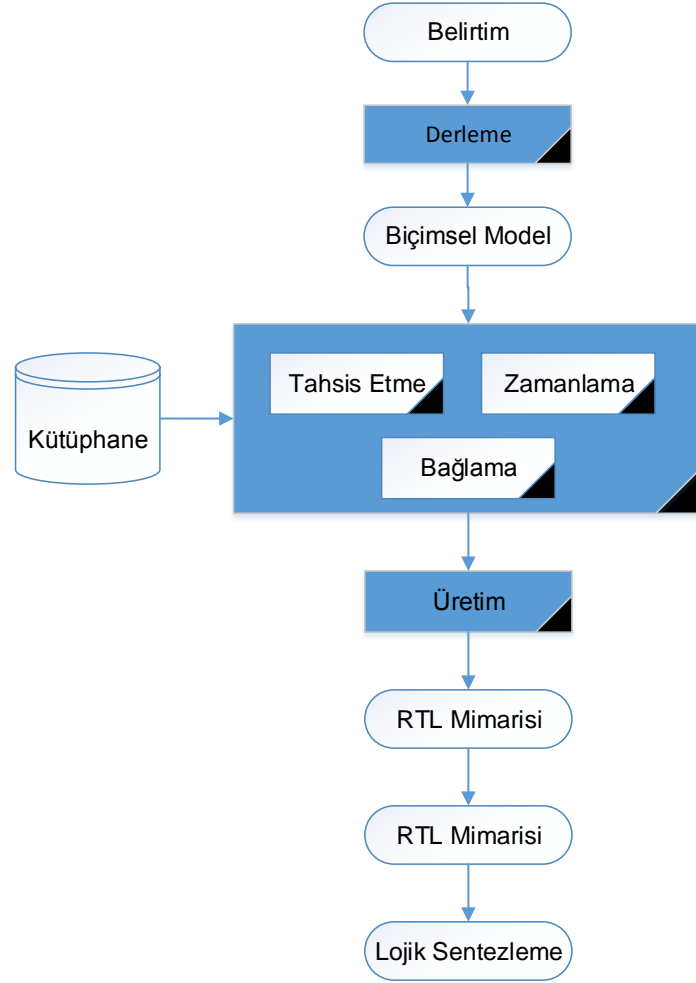 Belirtim
Derleme
Biçimsel Model
Tahsis Etme
Zamanlama
Kütüphane
Bağlama
Üretim
RTL Mimarisi
RTL Mimarisi
Lojik Sentezleme